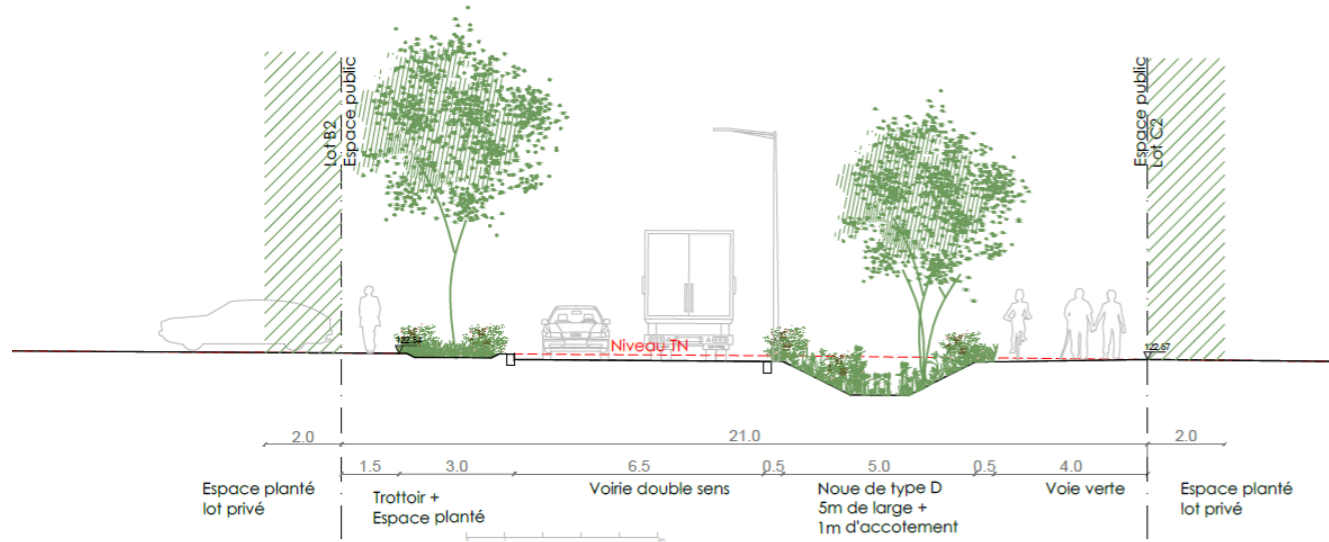 Lot B2
Espace public
Espace public
Lot C2
Niveau TN
122.67
2.0
21.0
2.0
1.5
3.0
6.5
0.5
5.0
0.5
4.0
Espace planté
lot privé
Trottoir +
Espace planté
Voirie double sens
Noue de type D
5m de large +
1m d'accotement
Voie verte
Espace planté
lot privé